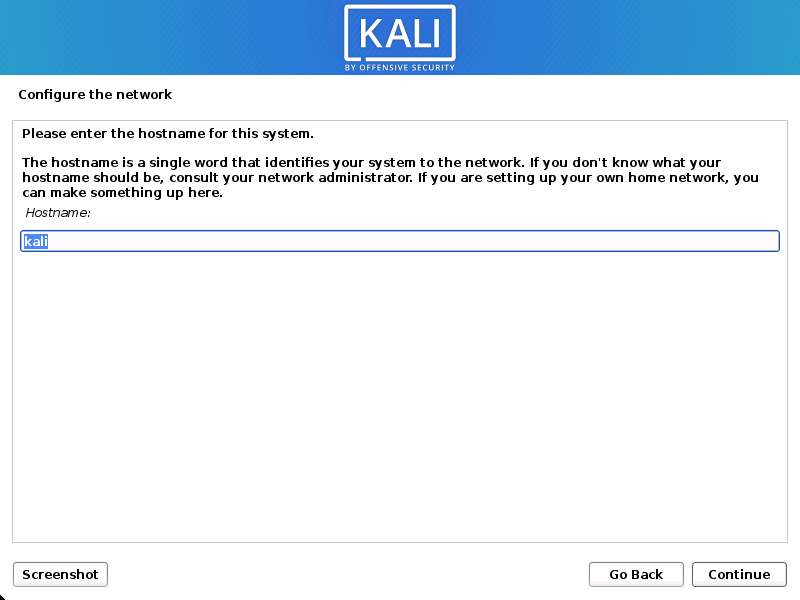 KALI
BY OFFENSIVE SECURITY
Configure the network
Please enter the hostname for this system.
The hostname is a single word that identifies your system to the network. If you don't know what your
hostname should be, consult your network administrator. If you are setting up your own home network, you
can make something up here.
Hostname:
kali
Screenshot
Go Back
Continue